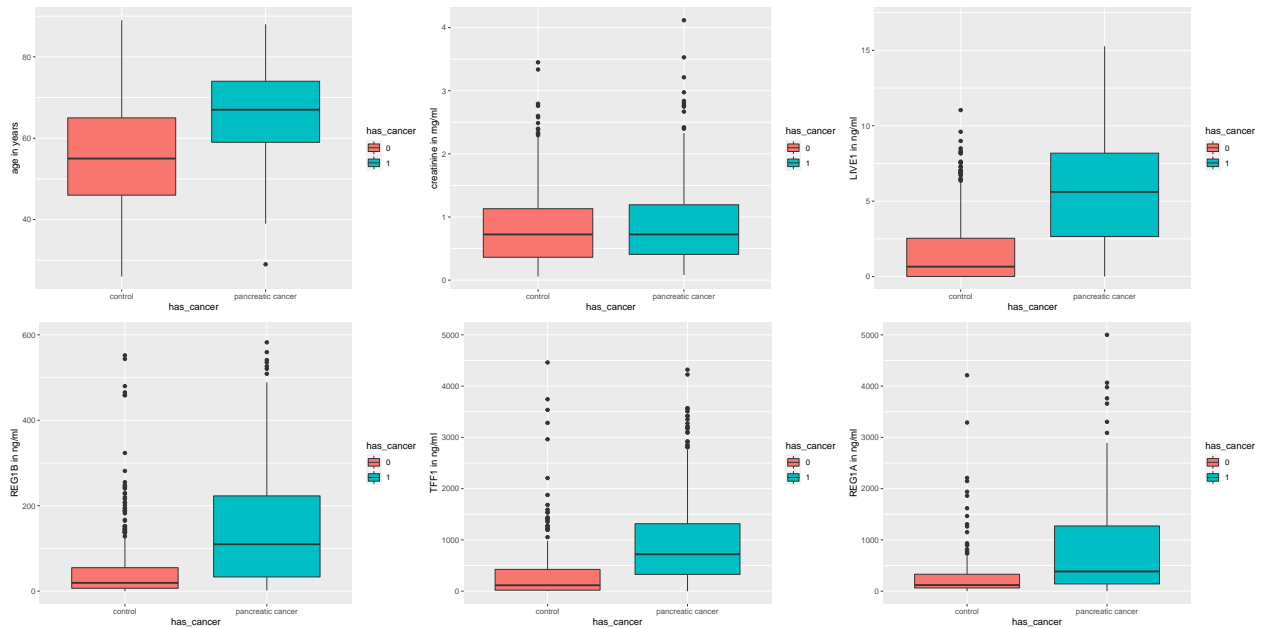 age in years
80
60
40
control
pancreatic cancer
has_cancer
has_cancer
0
1
creatinine in mg/ml
4
3
2
1
0
control
pancreatic cancer
has_cancer
has_cancer
0
1
LIVE1 in ng/ml
15
10
5
0
control
pancreatic cancer
has_cancer
has_cancer
0
1
REG1B in ng/ml
600
400
200
0
control
pancreatic cancer
has_cancer
has_cancer
0
1
TFF1 in ng/ml
5000
4000
3000
2000
1000
0
control
pancreatic cancer
has_cancer
has_cancer
0
1
REG1A in ng/ml
5000
4000
3000
2000
1000
0
control
pancreatic cancer
has_cancer
has_cancer
0
1